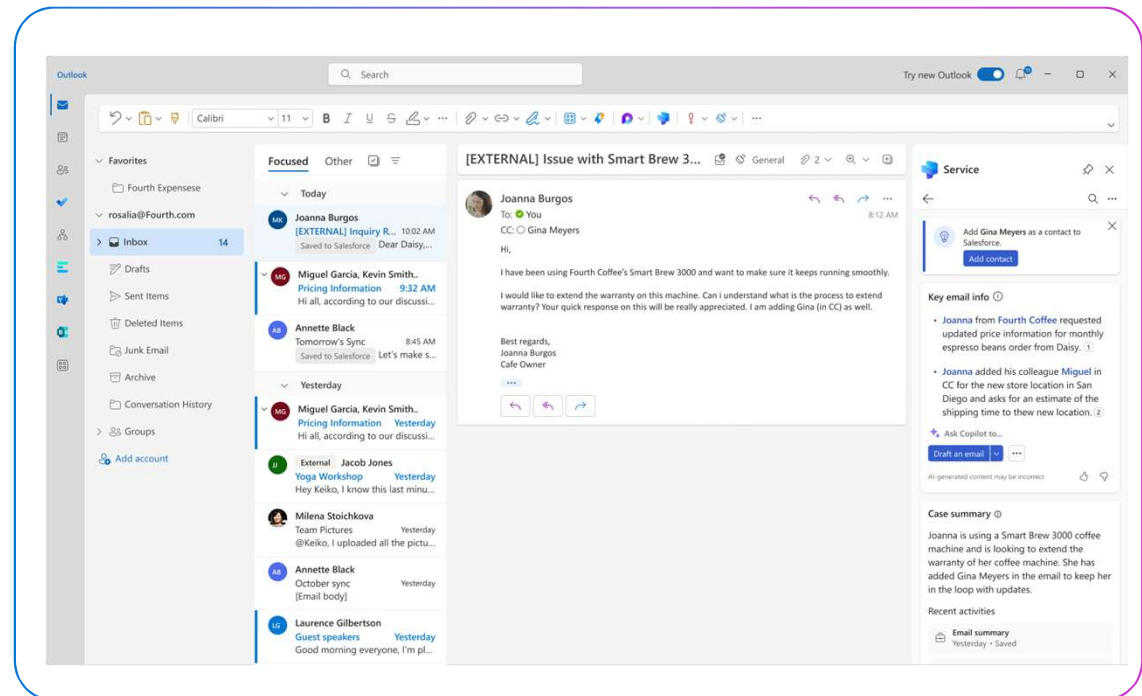 Outlook
Search
Try new Outlook
Calibri
11
B I U S
Favorites
Fourth Expensese
rosalia@Fourth.com
Inbox 14
Drafts
Sent Items
Deleted Items
Junk Email
Archive
Conversation History
Groups
Add account
Focused Other
Today
MK
Joanna Burgos
[EXTERNAL] Inquiry R... 10:02 AM
Saved to Salesforce Dear Daisy,...
MG
Miguel Garcia, Kevin Smith..
Pricing Information 9:32 AM
Hi all, according to our discussi...
AB
Annette Black
Tomorrow's Sync 8:45 AM
Saved to Salesforce Let's make s...
Yesterday
MG
Miguel Garcia, Kevin Smith..
Pricing Information Yesterday
Hi all, according to our discussi...
JJ
External Jacob Jones
Yoga Workshop Yesterday
Hey Keiko, I know this last minu...
Milena Stoichkova
Team Pictures Yesterday
@Keiko, I uploaded all the pictu...
AB
Annette Black
October sync Yesterday
[Email body]
LG
Laurence Gilbertson
Guest speakers Yesterday
Good morning everyone, I'm pl...
[EXTERNAL] Issue with Smart Brew 3... General 2
Joanna Burgos
To: You 8:12 AM
CC: Gina Meyers
Hi,
I have been using Fourth Coffee's Smart Brew 3000 and want to make sure it keeps running smoothly.
I would like to extend the warranty on this machine. Can i understand what is the process to extend
warranty? Your quick response on this will be really appreciated. I am adding Gina (in CC) as well.
Best regards,
Joanna Burgos
Cafe Owner
Service
Add Gina Meyers as a contact to
Salesforce.
Add contact
Key email info
Joanna from Fourth Coffee requested
updated price information for monthly
espresso beans order from Daisy. 1
Joanna added his colleague Miguel in
CC for the new store location in San
Diego and asks for an estimate of the
shipping time to thew new location. 2
Ask Copilot to...
Draft an email
AI-generated content may be incorrect
Case summary
Joanna is using a Smart Brew 3000 coffee
machine and is looking to extend the
warranty of her coffee machine. She has
added Gina Meyers in the email to keep her
in the loop with updates.
Recent activities
Email summary
Yesterday • Saved